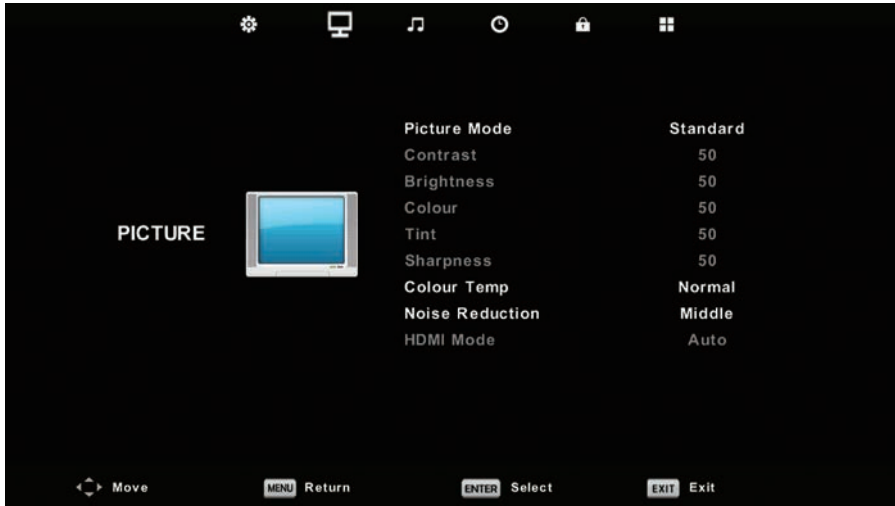 Picture Mode Standard
Contrast 50
Brightness 50
Colour 50
PICTURE
Tint 50
Sharpness 50
Colour Temp Normal
Noise Reduction Middle
HDMI Mode Auto
Move MENU Return ENTER Select EXIT Exit